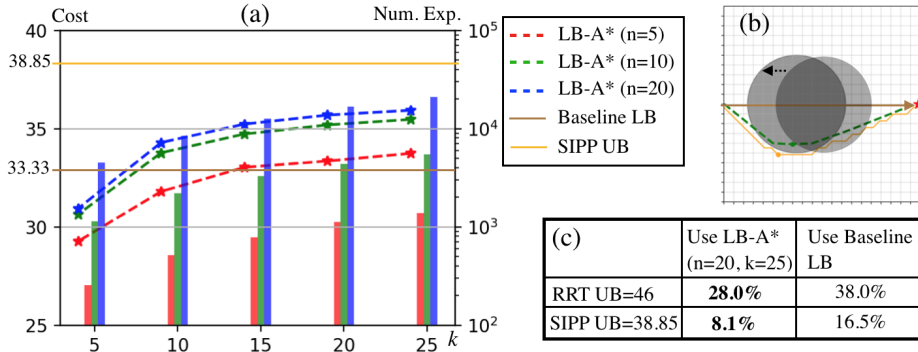 Cost
(a)
Num. Exp.
40
38.85
35
33.33
30
25
5
10
15
20
25
k
10^5
10^4
10^3
10^2
LB-A* (n=5)
LB-A* (n=10)
LB-A* (n=20)
Baseline LB
SIPP UB
(b)
(c)
Use LB-A*
(n=20, k=25)
Use Baseline
LB
RRT UB=46
28.0%
38.0%
SIPP UB=38.85
8.1%
16.5%